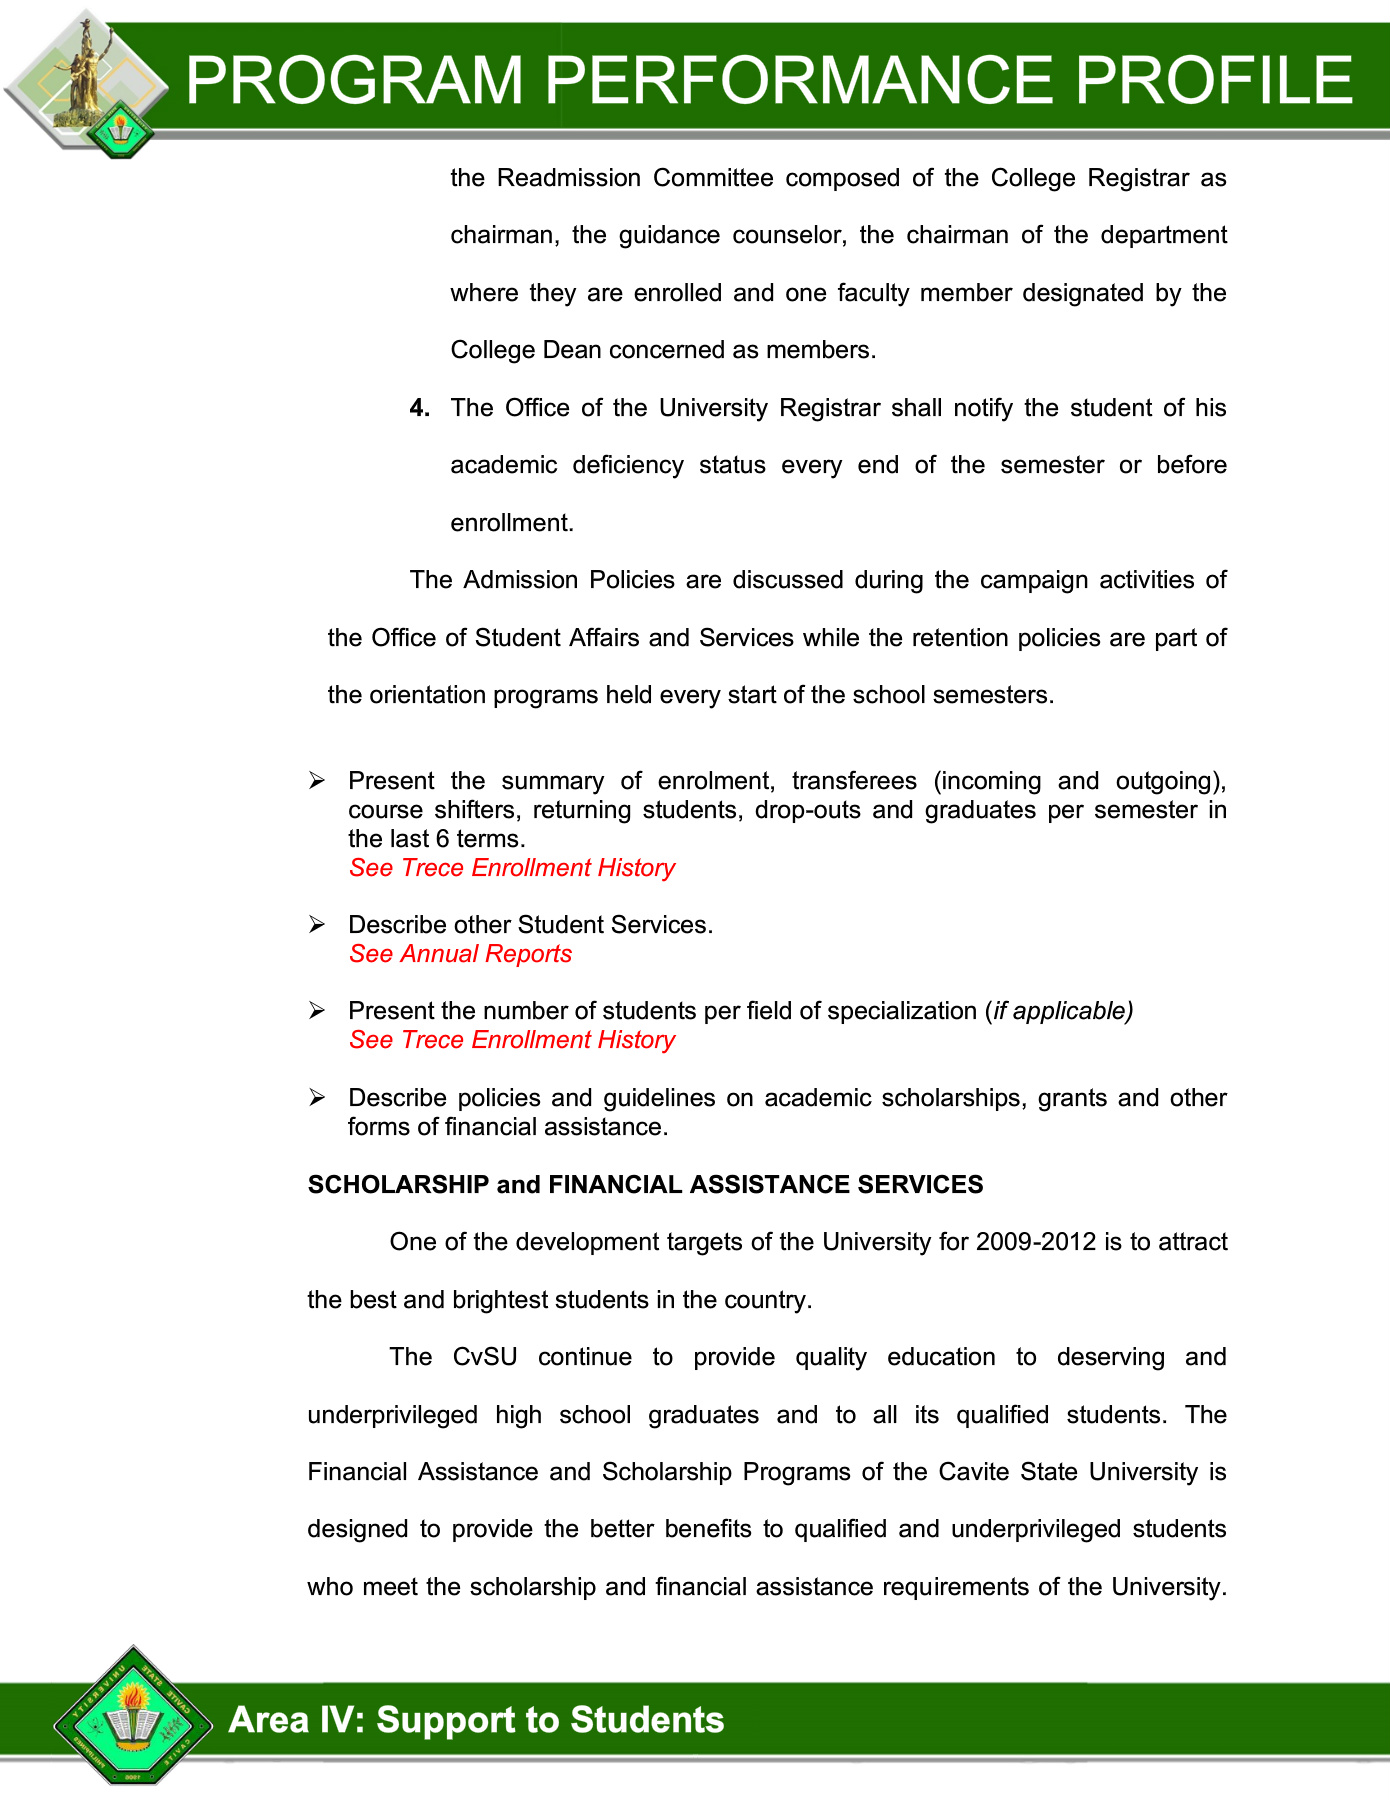 PROGRAM PERFORMANCE PROFILE
the Readmission Committee composed of the College Registrar as
chairman, the guidance counselor, the chairman of the department
where they are enrolled and one faculty member designated by the
College Dean concerned as members.
4. The Office of the University Registrar shall notify the student of his
academic deficiency status every end of the semester or before
enrollment.
The Admission Policies are discussed during the campaign activities of
the Office of Student Affairs and Services while the retention policies are part of
the orientation programs held every start of the school semesters.
➢ Present the summary of enrolment, transferees (incoming and outgoing),
course shifters, returning students, drop-outs and graduates per semester in
the last 6 terms.
See Trece Enrollment History
➢ Describe other Student Services.
See Annual Reports
➢ Present the number of students per field of specialization (if applicable)
See Trece Enrollment History
➢ Describe policies and guidelines on academic scholarships, grants and other
forms of financial assistance.
SCHOLARSHIP and FINANCIAL ASSISTANCE SERVICES
One of the development targets of the University for 2009-2012 is to attract
the best and brightest students in the country.
The CvSU continue to provide quality education to deserving and
underprivileged high school graduates and to all its qualified students. The
Financial Assistance and Scholarship Programs of the Cavite State University is
designed to provide the better benefits to qualified and underprivileged students
who meet the scholarship and financial assistance requirements of the University.
CAVITE STATE UNIVERSITY
CAVITE PHILIPPINES
Area IV: Support to Students